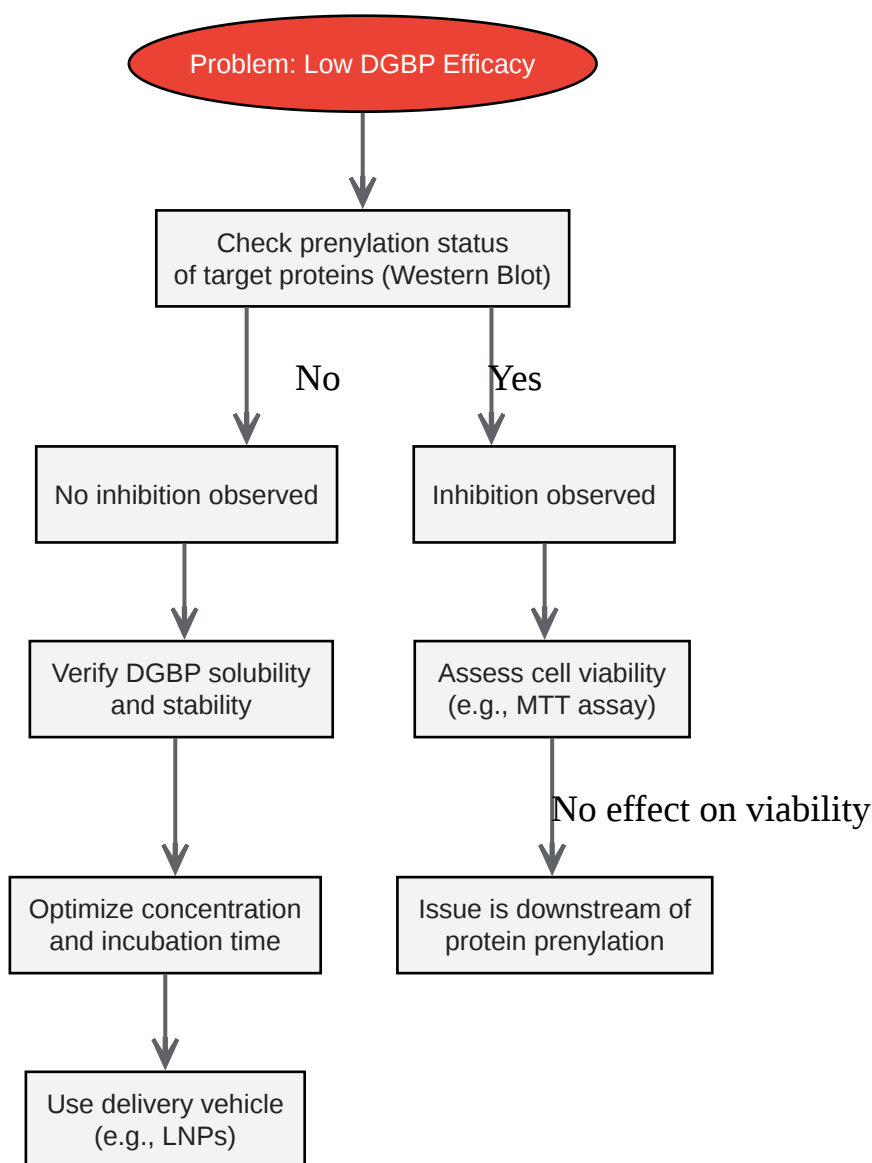 Problem: Low DGBP Efficacy
Check prenylation status
of target proteins (Western Blot)
No
Yes
No inhibition observed
Inhibition observed
Verify DGBP solubility
and stability
Assess cell viability
(e.g., MTT assay)
No effect on viability
Optimize concentration
and incubation time
Issue is downstream of
protein prenylation
Use delivery vehicle
(e.g., LNPs)